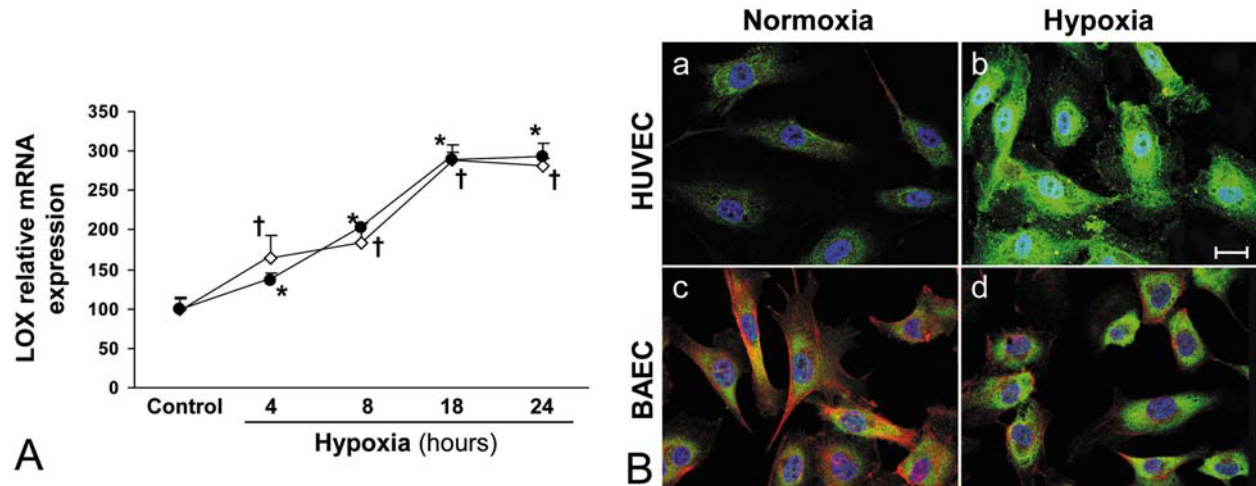 LOX relative mRNA
expression
350
300
250
200
150
100
50
0
†
*
*
†
*
†
*
†
Control 4 8 18 24
Hypoxia (hours)
A
Normoxia Hypoxia
HUVEC
a
b
BAEC
c
d
B